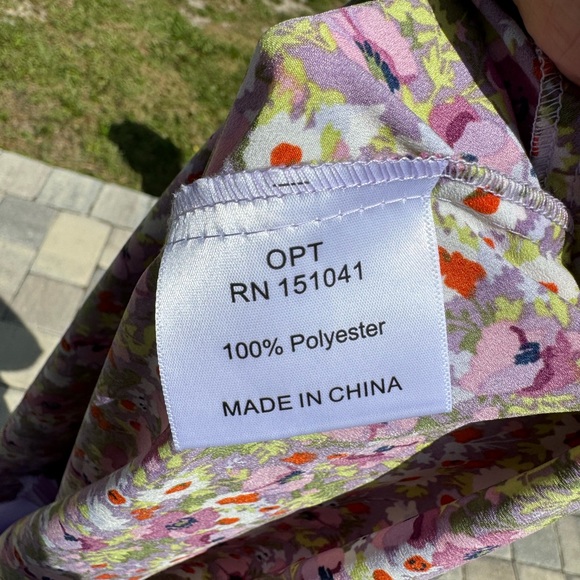 OPT
RN 151041
100% Polyester
MADE IN CHINA